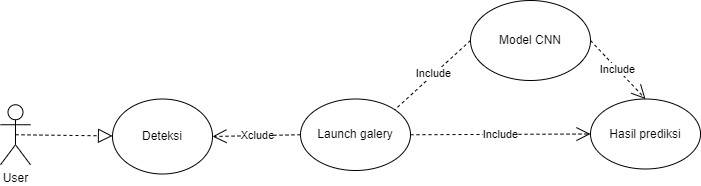 Model CNN
Include
Include
Deteksi
Xclude
Launch galery
Include
Hasil prediksi
User